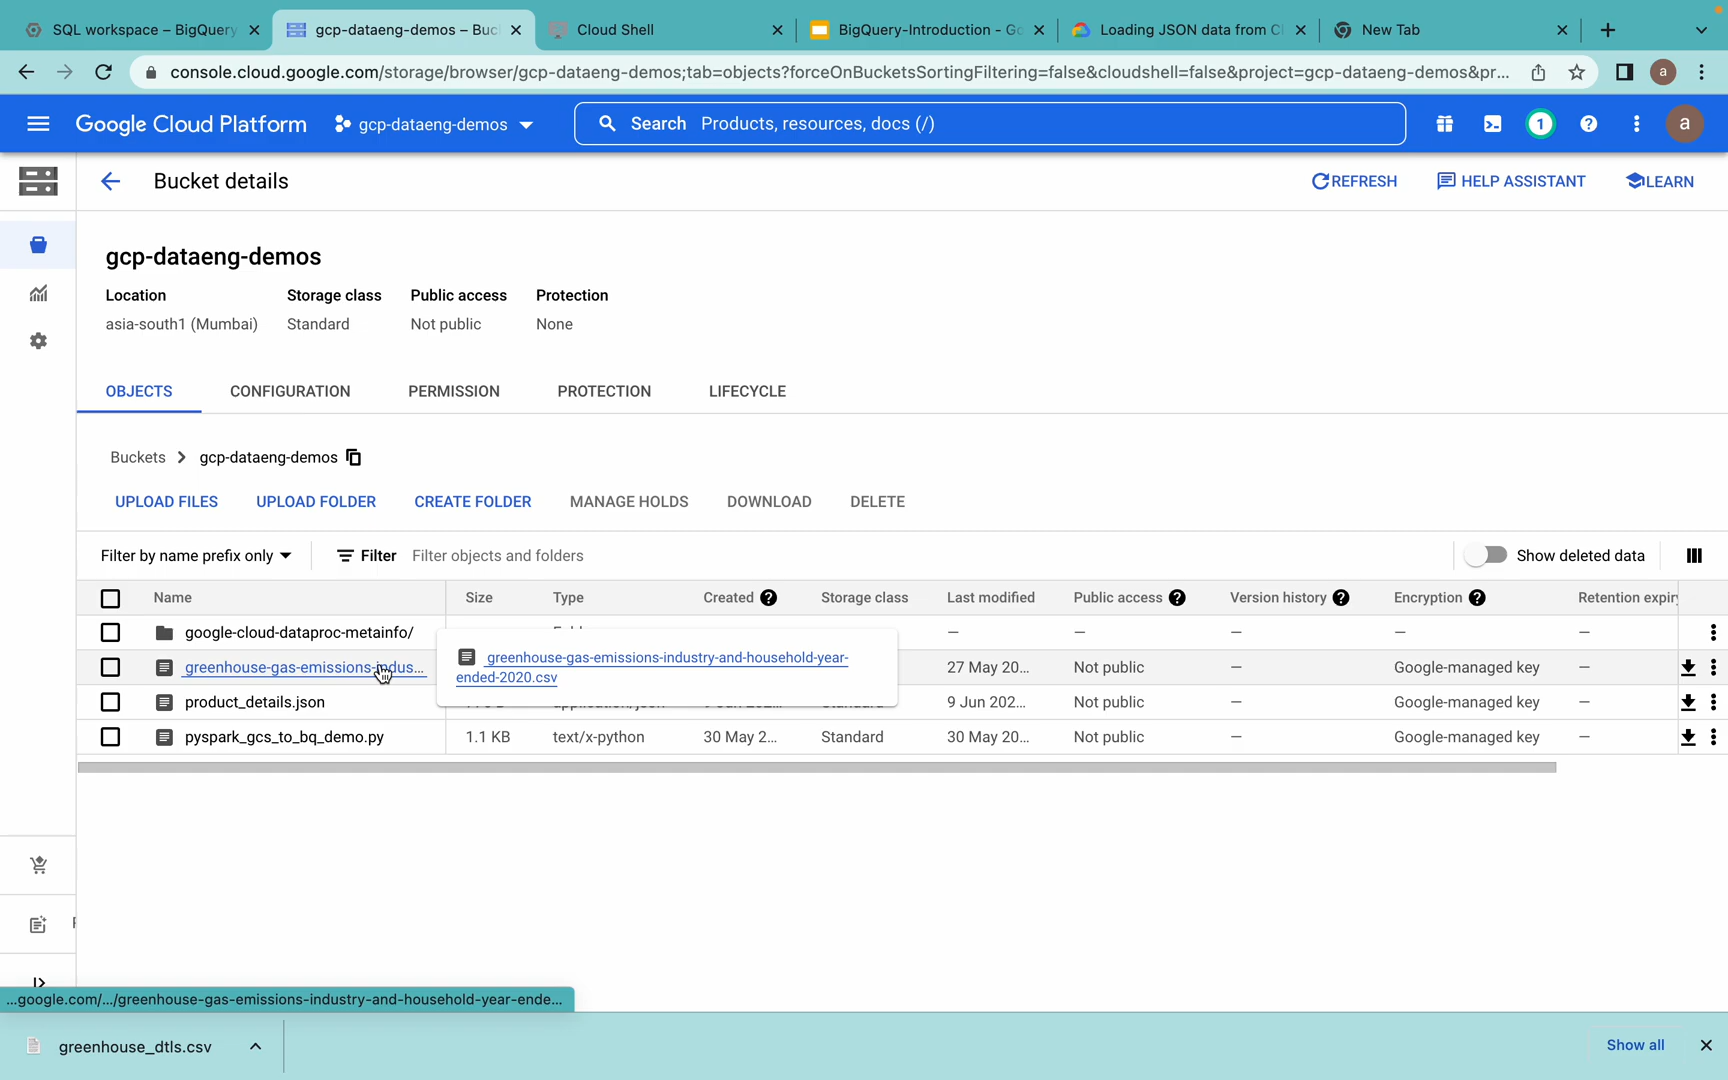 SQL workspace – BigQuery
gcp-dataeng-demos – Buc
Cloud Shell
BigQuery-Introduction - Go
Loading JSON data from Cl
New Tab
console.cloud.google.com/storage/browser/gcp-dataeng-demos;tab=objects?forceOnBucketsSortingFiltering=false&cloudshell=false&project=gcp-dataeng-demos&pr...
a
Google Cloud Platform
gcp-dataeng-demos
Search Products, resources, docs (/)
1
a
Bucket details
REFRESH
HELP ASSISTANT
LEARN
gcp-dataeng-demos
Location Storage class Public access Protection
asia-south1 (Mumbai) Standard Not public None
OBJECTS CONFIGURATION PERMISSION PROTECTION LIFECYCLE
Buckets > gcp-dataeng-demos
UPLOAD FILES UPLOAD FOLDER CREATE FOLDER MANAGE HOLDS DOWNLOAD DELETE
Filter by name prefix only
Filter Filter objects and folders
Show deleted data
Name Size Type Created Storage class Last modified Public access Version history Encryption Retention expiry
google-cloud-dataproc-metainfo/ — — — — —
greenhouse-gas-emissions-indus... 27 May 20... Not public — Google-managed key —
greenhouse-gas-emissions-industry-and-household-year-
ended-2020.csv
product_details.json 9 Jun 202... Not public — Google-managed key —
pyspark_gcs_to_bq_demo.py 1.1 KB text/x-python 30 May 2... Standard 30 May 20... Not public — Google-managed key —
...google.com/.../greenhouse-gas-emissions-industry-and-household-year-ende...
greenhouse_dtls.csv
Show all